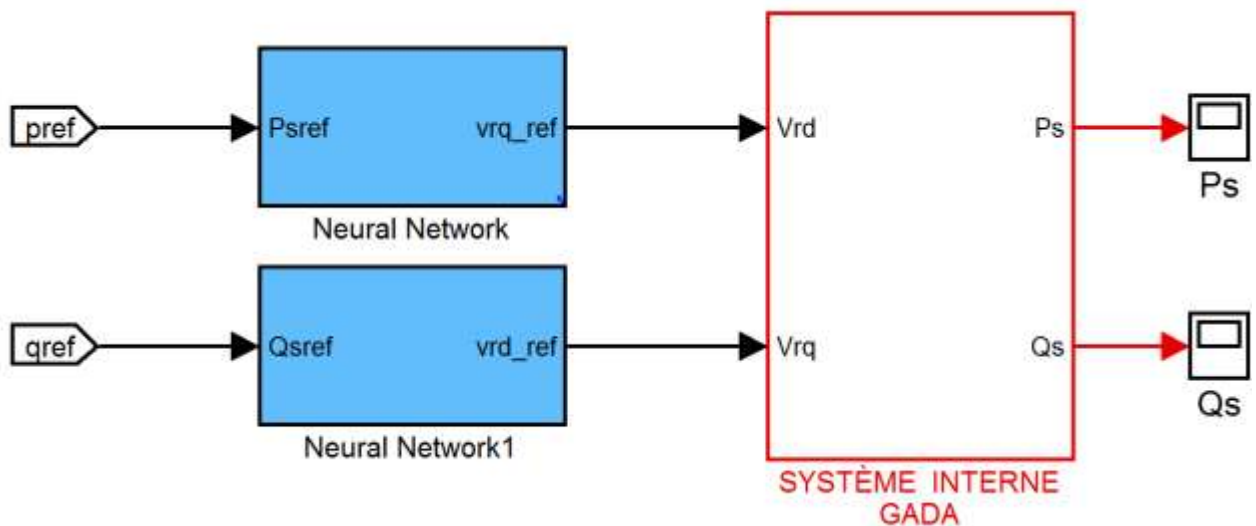 pref
Psref
vrq_ref
Vrd
Ps
Ps
Neural Network
qref
Qsref
vrd_ref
Vrq
Qs
Qs
Neural Network1
SYSTÈME INTERNE
GADA